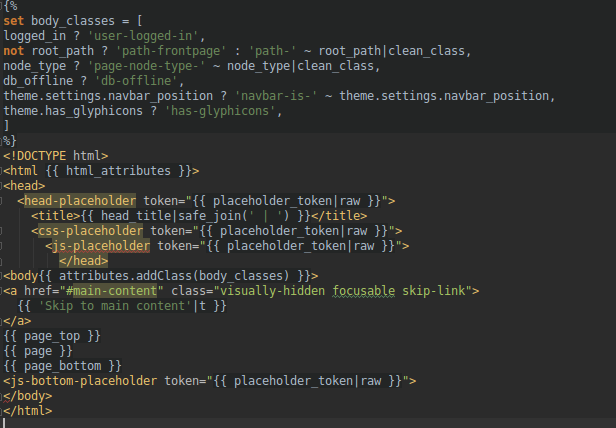 {%
set body_classes = [
logged_in ? 'user-logged-in',
not root_path ? 'path-frontpage' : 'path-' ~ root_path|clean_class,
node_type ? 'page-node-type-' ~ node_type|clean_class,
db_offline ? 'db-offline',
theme.settings.navbar_position ? 'navbar-is-' ~ theme.settings.navbar_position,
theme.has_glyphicons ? 'has-glyphicons',
]
%}
<!DOCTYPE html>
<html {{ html_attributes }}>
<head>
  <head-placeholder token="{{ placeholder_token|raw }}">
    <title>{{ head_title|safe_join(' | ') }}</title>
    <css-placeholder token="{{ placeholder_token|raw }}">
      <js-placeholder token="{{ placeholder_token|raw }}">
        </head>
<body{{ attributes.addClass(body_classes) }}>
<a href="#main-content" class="visually-hidden focusable skip-link">
  {{ 'Skip to main content'|t }}
</a>
{{ page_top }}
{{ page }}
{{ page_bottom }}
<js-bottom-placeholder token="{{ placeholder_token|raw }}">
</body>
</html>